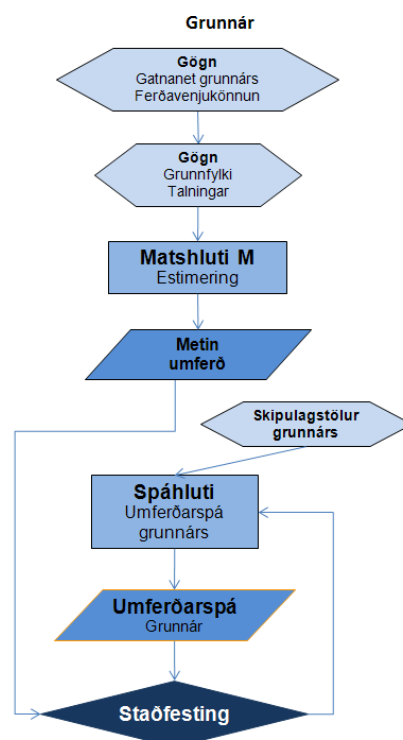 Grunnár
Gögn
Gatnanet grunnárs
Ferðavenjukönnun
Gögn
Grunnfylki
Talningar
Matshluti M
Estimering
Metin
umferð
Skipulagstölur
grunnárs
Spáhluti
Umferðarspá
grunnárs
Umferðarspá
Grunnár
Staðfesting